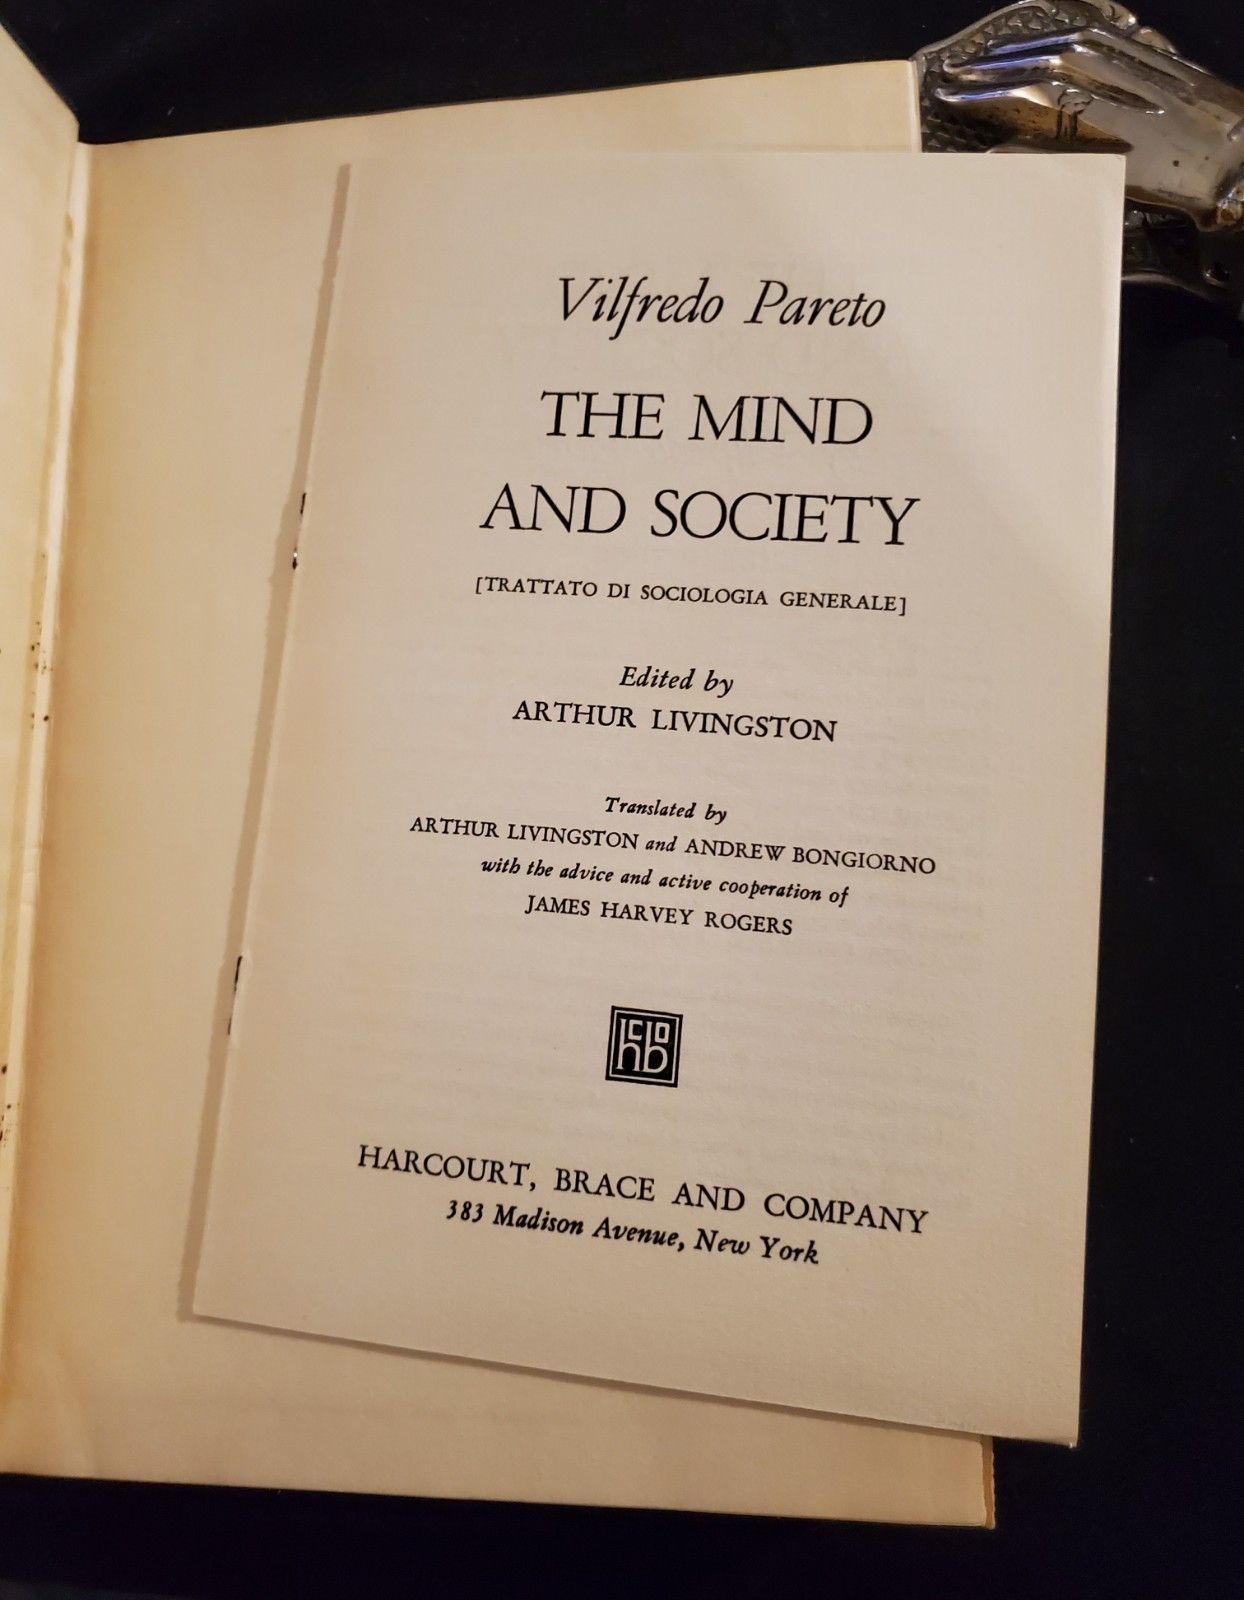 Vilfredo Pareto
THE MIND
AND SOCIETY
[TRATTATO DI SOCIOLOGIA GENERALE]
Edited by
ARTHUR LIVINGSTON
Translated by
ARTHUR LIVINGSTON and ANDREW BONGIORNO
with the advice and active cooperation of
JAMES HARVEY ROGERS
hbco
HARCOURT, BRACE AND COMPANY
383 Madison Avenue, New York